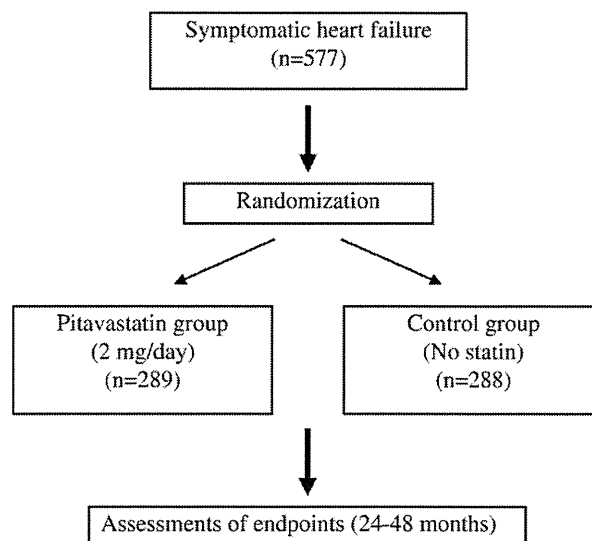 Symptomatic heart failure
(n=577)
Randomization
Pitavastatin group
(2 mg/day)
(n=289)
Control group
(No statin)
(n=288)
Assessments of endpoints (24-48 months)